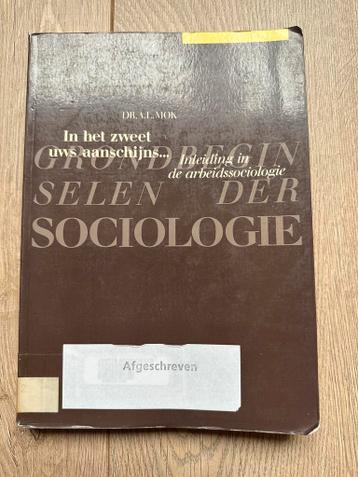 DR. A.L. MOK
In het zweet
uws aanschijns...
Inleiding in
de arbeidssociologie
GRONDBEGIN
SELEN DER
SOCIOLOGIE
Afgeschreven